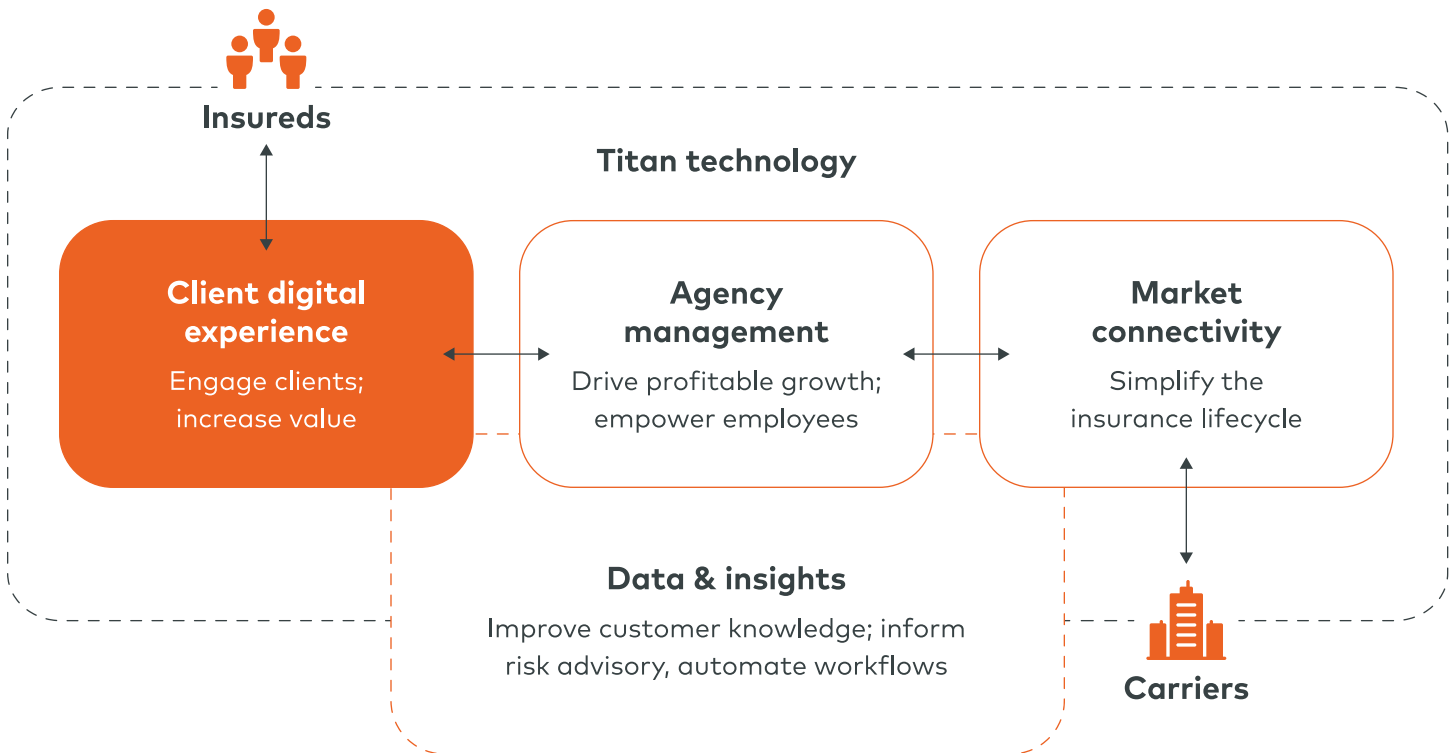 Insureds
Titan technology
Client digital
experience
Engage clients;
increase value
Agency
management
Drive profitable growth;
empower employees
Market
connectivity
Simplify the
insurance lifecycle
Data & insights
Improve customer knowledge; inform
risk advisory, automate workflows
Carriers